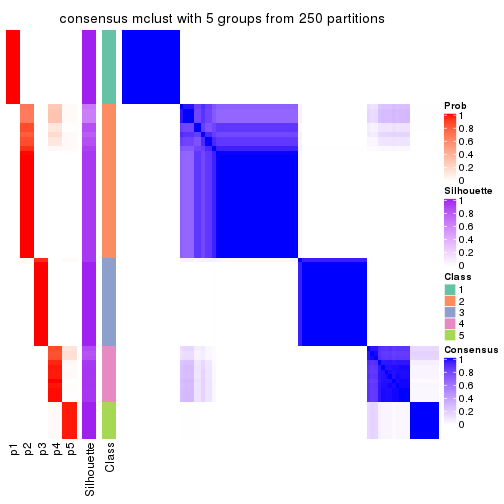 consensus mclust with 5 groups from 250 partitions
Prob
1
0.8
0.6
0.4
0.2
0
Silhouette
1
0.8
0.6
0.4
0.2
0
Class
1
2
3
4
5
Consensus
1
0.8
0.6
0.4
0.2
0
p1
p2
p3
p4
p5
Silhouette
Class